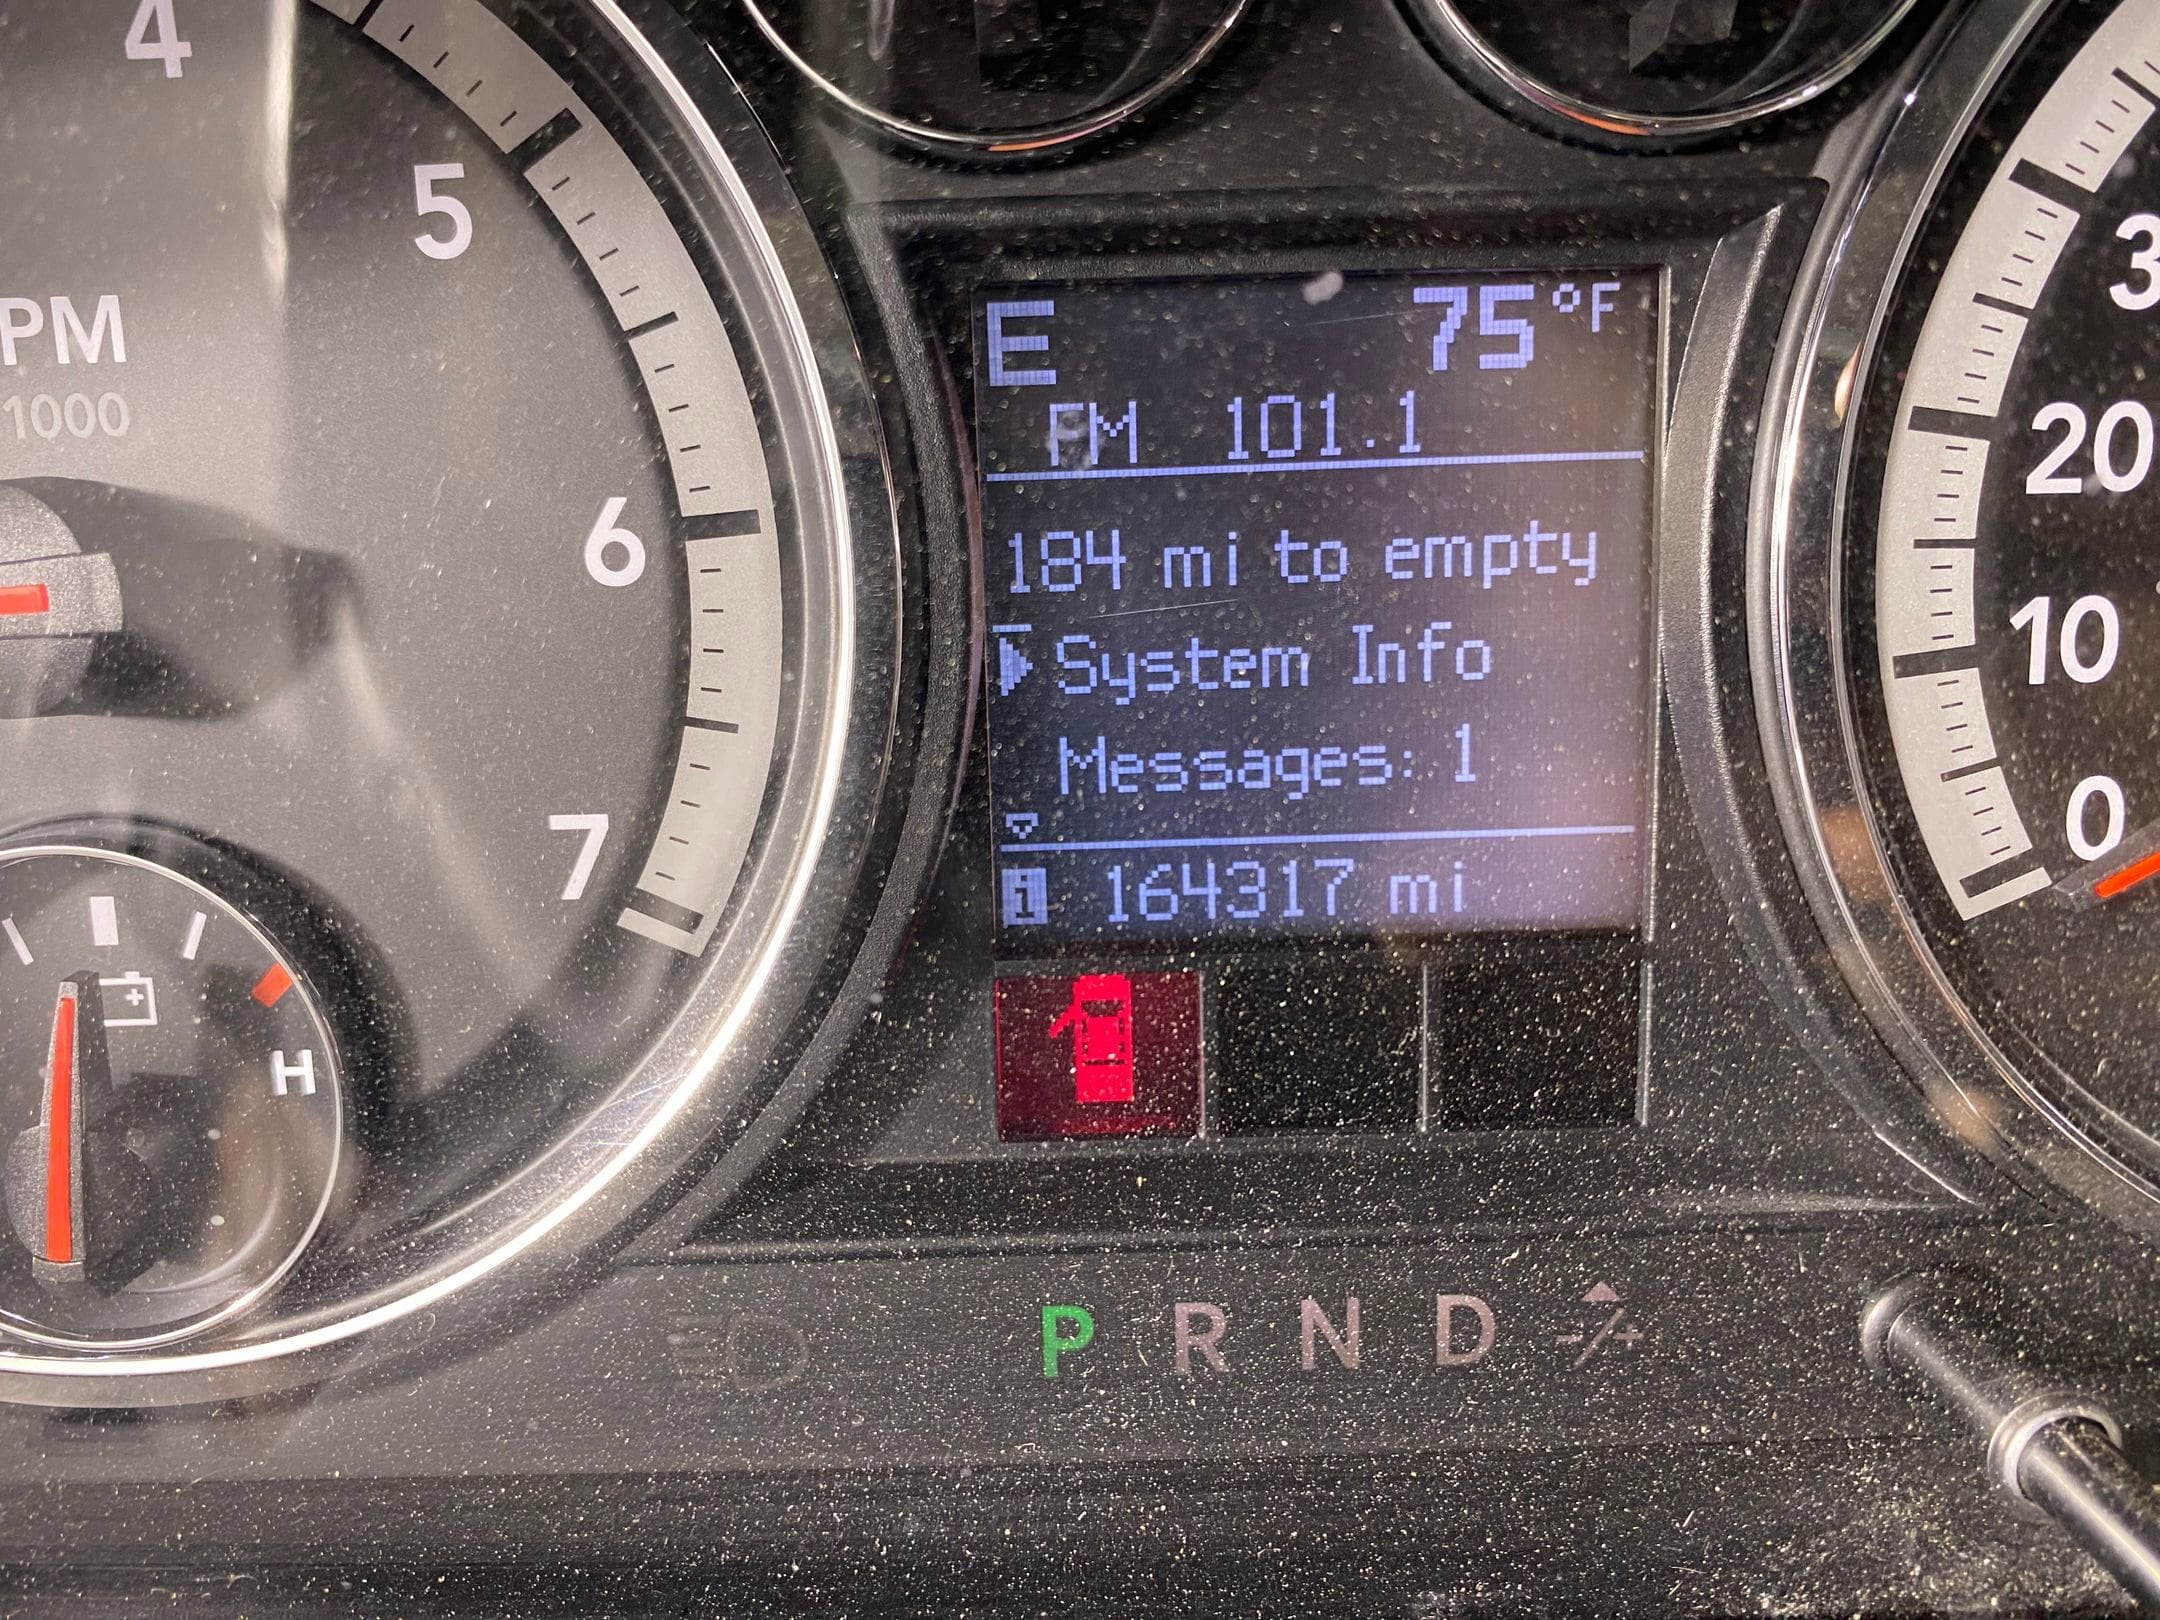 4
5
6
7
PM
1000
H
E 75°F
FM 101.1
184 mi to empty
System Info
Messages: 1
i 164317 mi
P R N D -/+
3
20
10
0